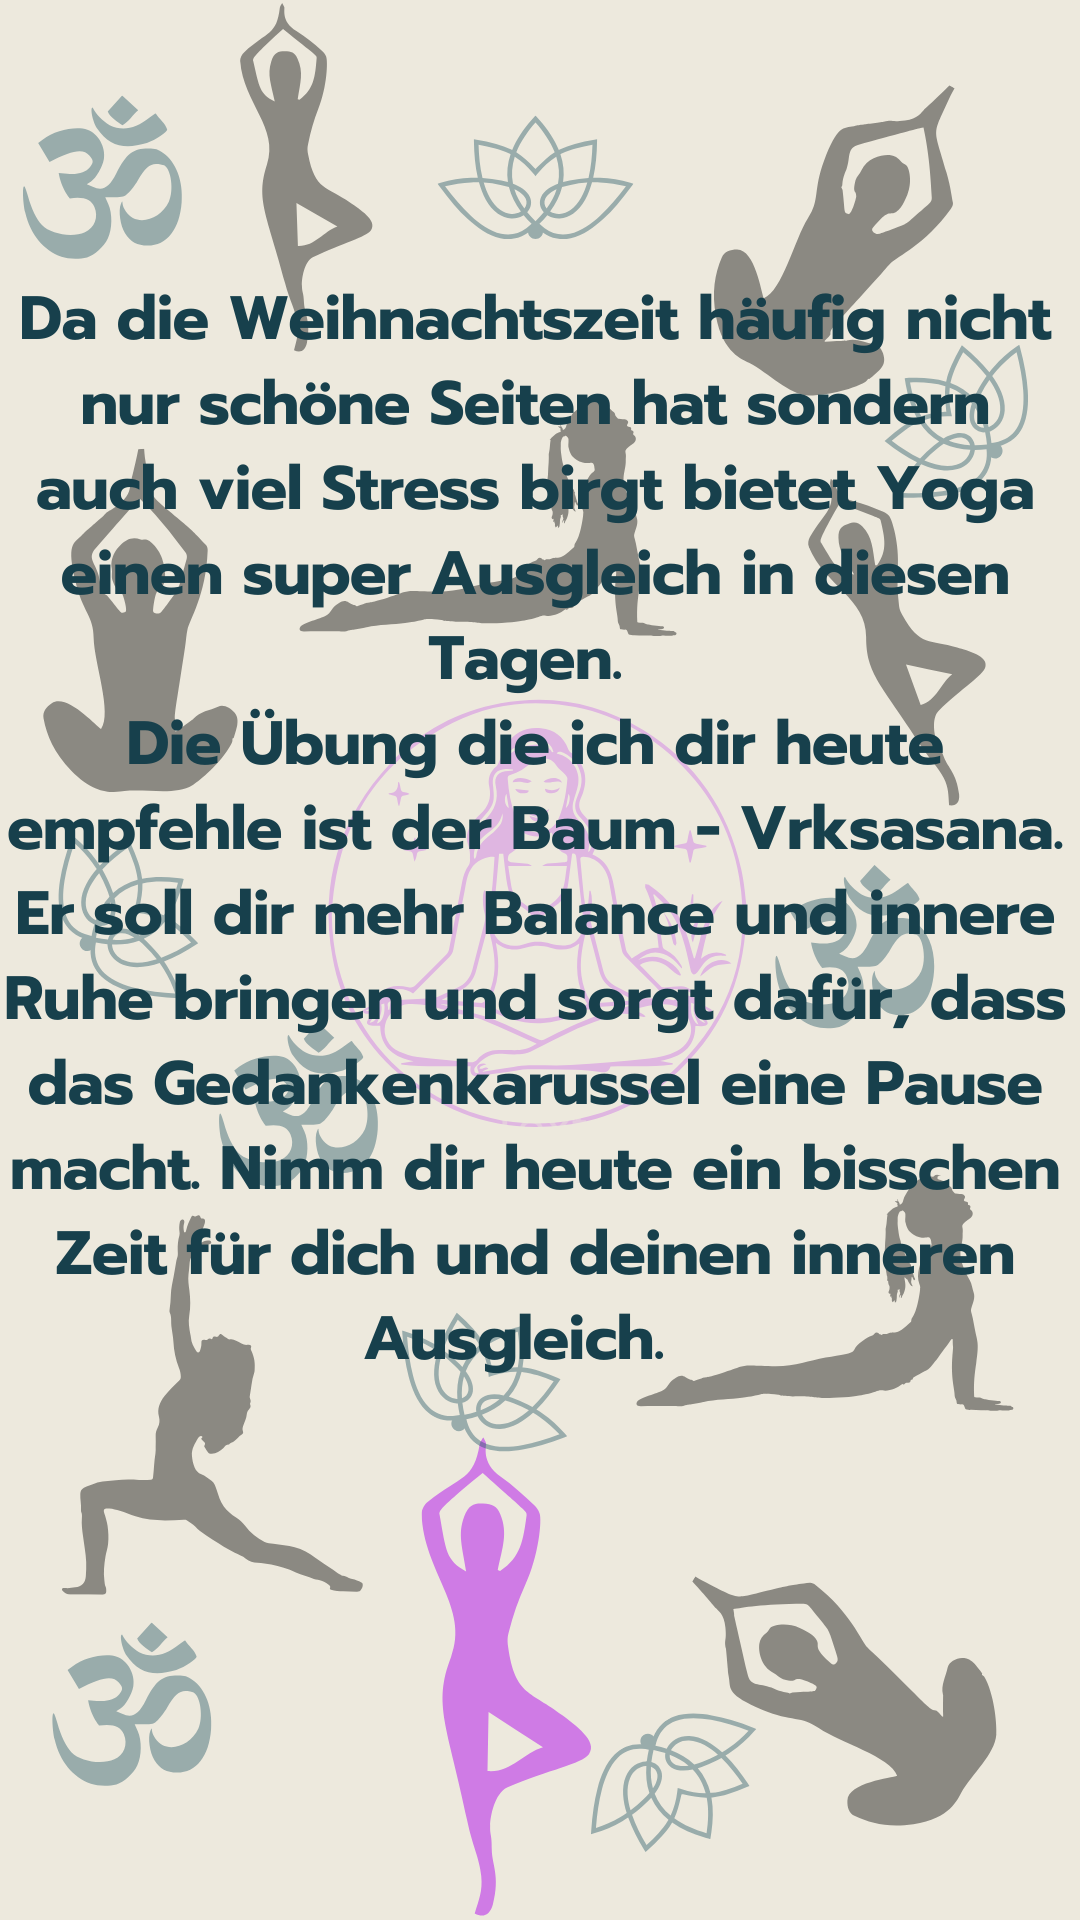 Da die Weihnachtszeit häufig nicht
nur schöne Seiten hat sondern
auch viel Stress birgt bietet Yoga
einen super Ausgleich in diesen
Tagen.
Die Übung die ich dir heute
empfehle ist der Baum - Vrksasana.
Er soll dir mehr Balance und innere
Ruhe bringen und sorgt dafür, dass
das Gedankenkarussel eine Pause
macht. Nimm dir heute ein bisschen
Zeit für dich und deinen inneren
Ausgleich.